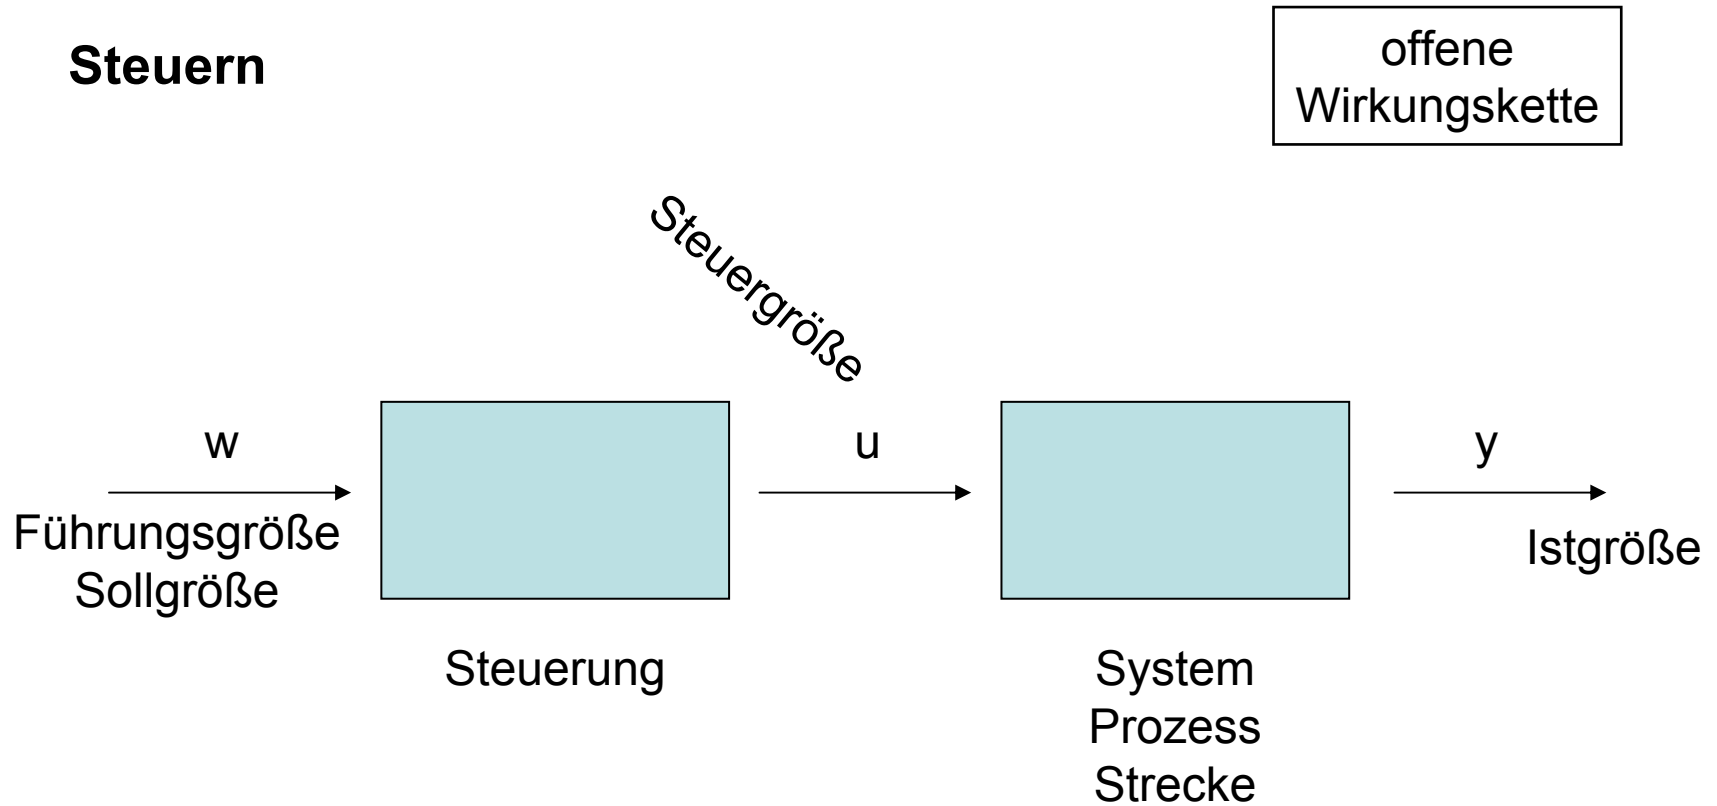 Steuern
offene
Wirkungskette
Steuergröße
w
u
y
Führungsgröße
Sollgröße
Istgröße
Steuerung
System
Prozess
Strecke